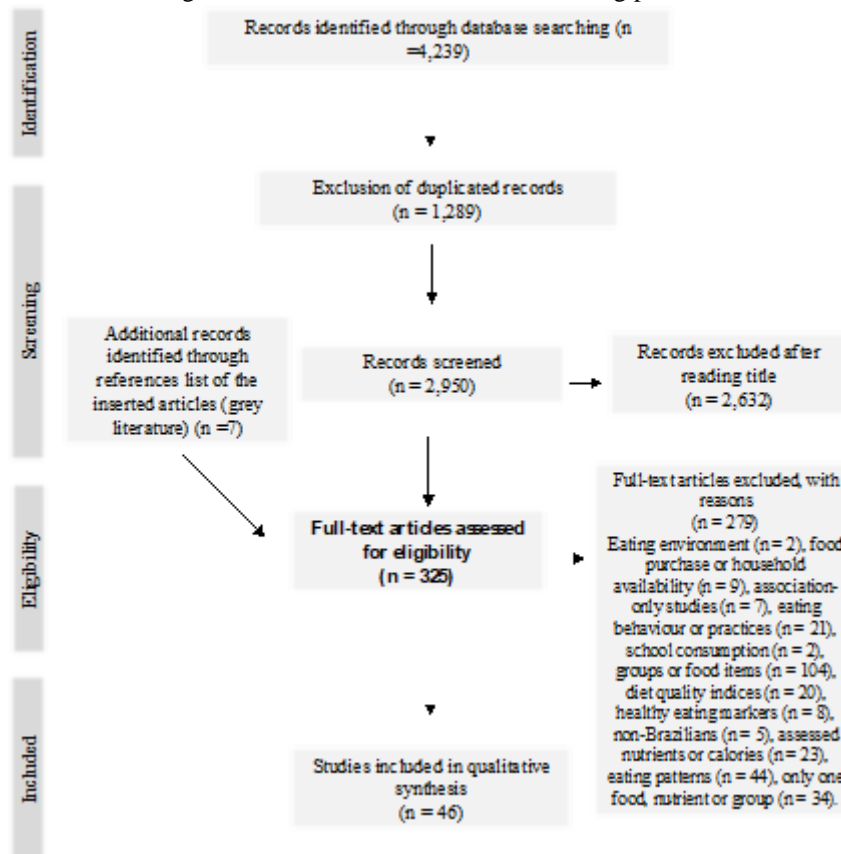 Identification
Records identified through database searching (n
=4,239)
Exclusion of duplicated records
(n = 1,289)
Screening
Additional records
identified through
references list of the
inserted articles (grey
literature) (n =7)
Records screened
(n = 2,950)
Records excluded after
reading title
(n = 2,632)
Eligibility
Full-text articles assessed
for eligibility
(n = 325)
Full-text articles excluded, with
reasons
(n = 279)
Eating environment (n = 2), food
purchase or household
availability (n = 9), association-
only studies (n = 7), eating
behaviour or practices (n = 21),
school consumption (n = 2),
groups or food items (n = 104),
diet quality indices (n = 20),
healthy eating markers (n = 8),
non-Brazilians (n = 5), assessed
nutrients or calories (n = 23),
eating patterns (n = 44), only one
food, nutrient or group (n = 34).
Included
Studies included in qualitative
synthesis
(n = 46)